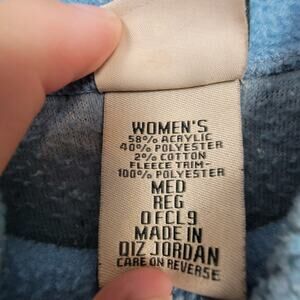 WOMEN'S
58% ACRYLIC
40% POLYESTER
2% COTTON
FLEECE TRIM-
100% POLYESTER
MED
REG
0FCL9
MADE IN
DIZ JORDAN
CARE ON REVERSE